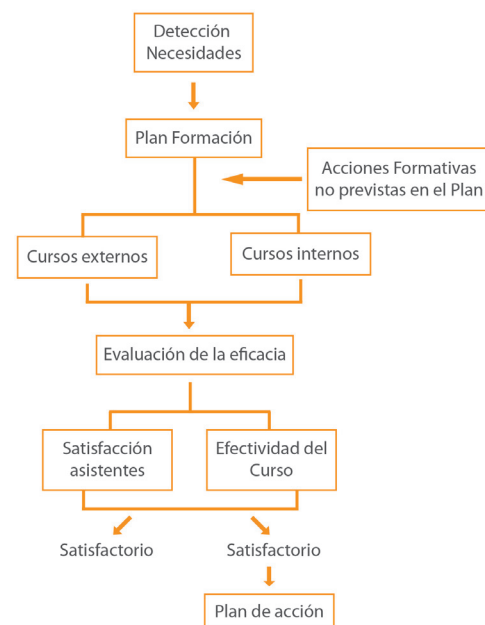 Detección
Necesidades
Plan Formación
Acciones Formativas
no previstas en el Plan
Cursos externos
Cursos internos
Evaluación de la eficacia
Satisfacción
asistentes
Efectividad del
Curso
Satisfactorio
Satisfactorio
Plan de acción